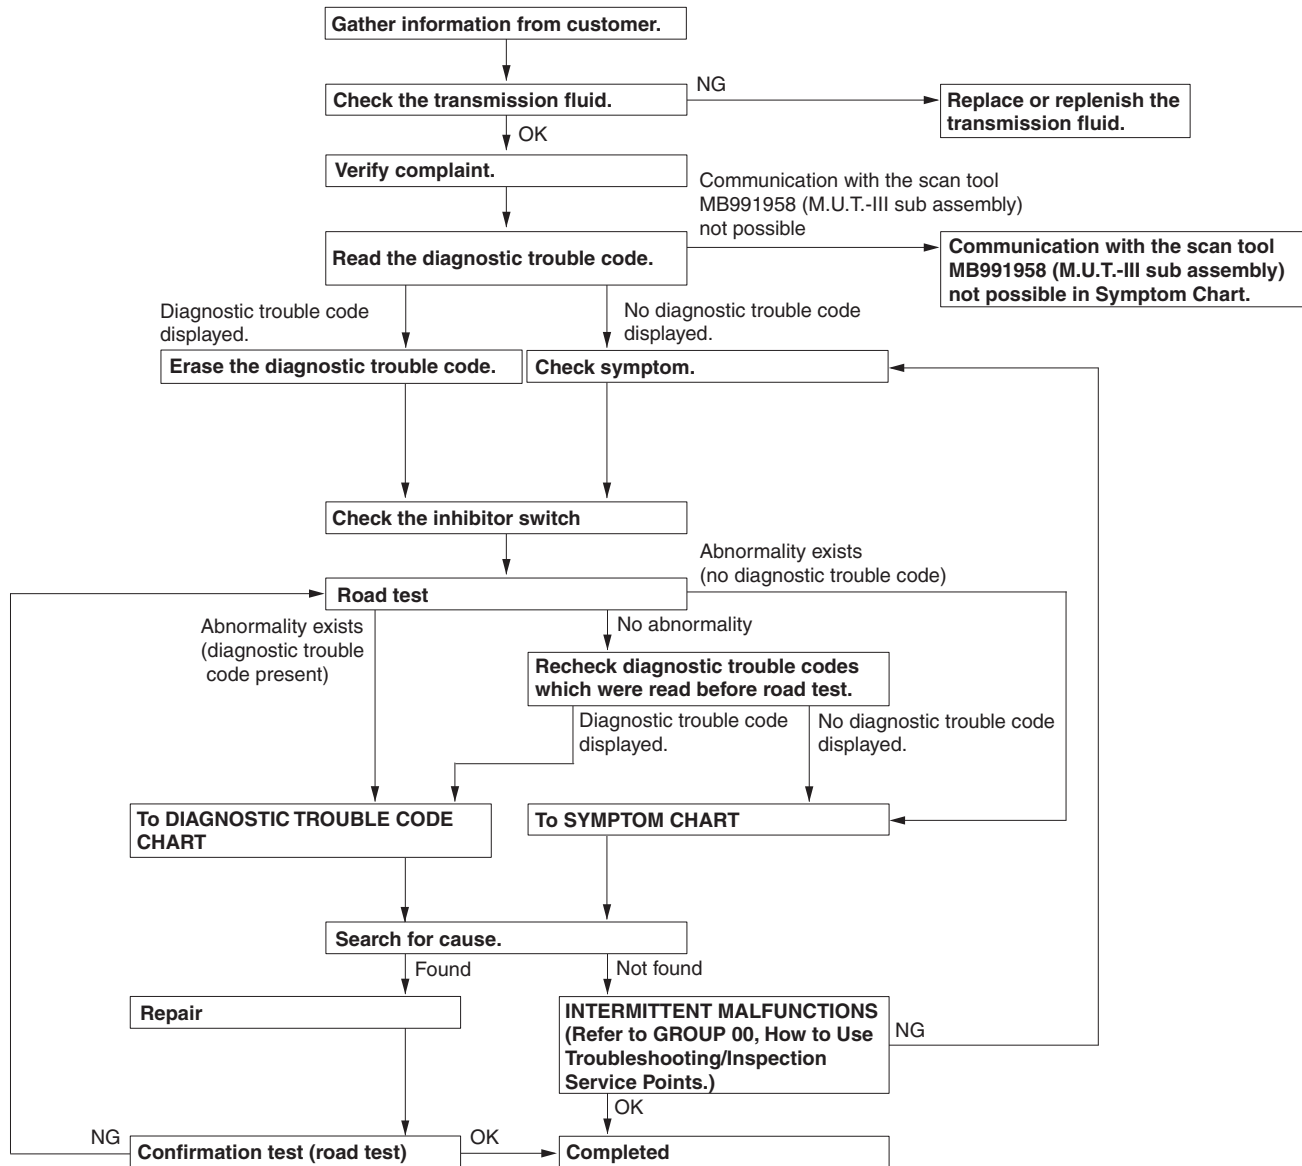 Gather information from customer.
NG
Check the transmission fluid.
Replace or replenish the
transmission fluid.
OK
Verify complaint.
Communication with the scan tool
MB991958 (M.U.T.-III sub assembly)
not possible
Read the diagnostic trouble code.
Communication with the scan tool
MB991958 (M.U.T.-III sub assembly)
not possible in Symptom Chart.
Diagnostic trouble code
displayed.
No diagnostic trouble code
displayed.
Erase the diagnostic trouble code.
Check symptom.
Check the inhibitor switch
Abnormality exists
(no diagnostic trouble code)
Road test
Abnormality exists
(diagnostic trouble
code present)
No abnormality
Recheck diagnostic trouble codes
which were read before road test.
Diagnostic trouble code
displayed.
No diagnostic trouble code
displayed.
To DIAGNOSTIC TROUBLE CODE
CHART
To SYMPTOM CHART
Search for cause.
Found
Not found
Repair
INTERMITTENT MALFUNCTIONS
(Refer to GROUP 00, How to Use
Troubleshooting/Inspection
Service Points.)
NG
OK
NG
Confirmation test (road test)
OK
Completed